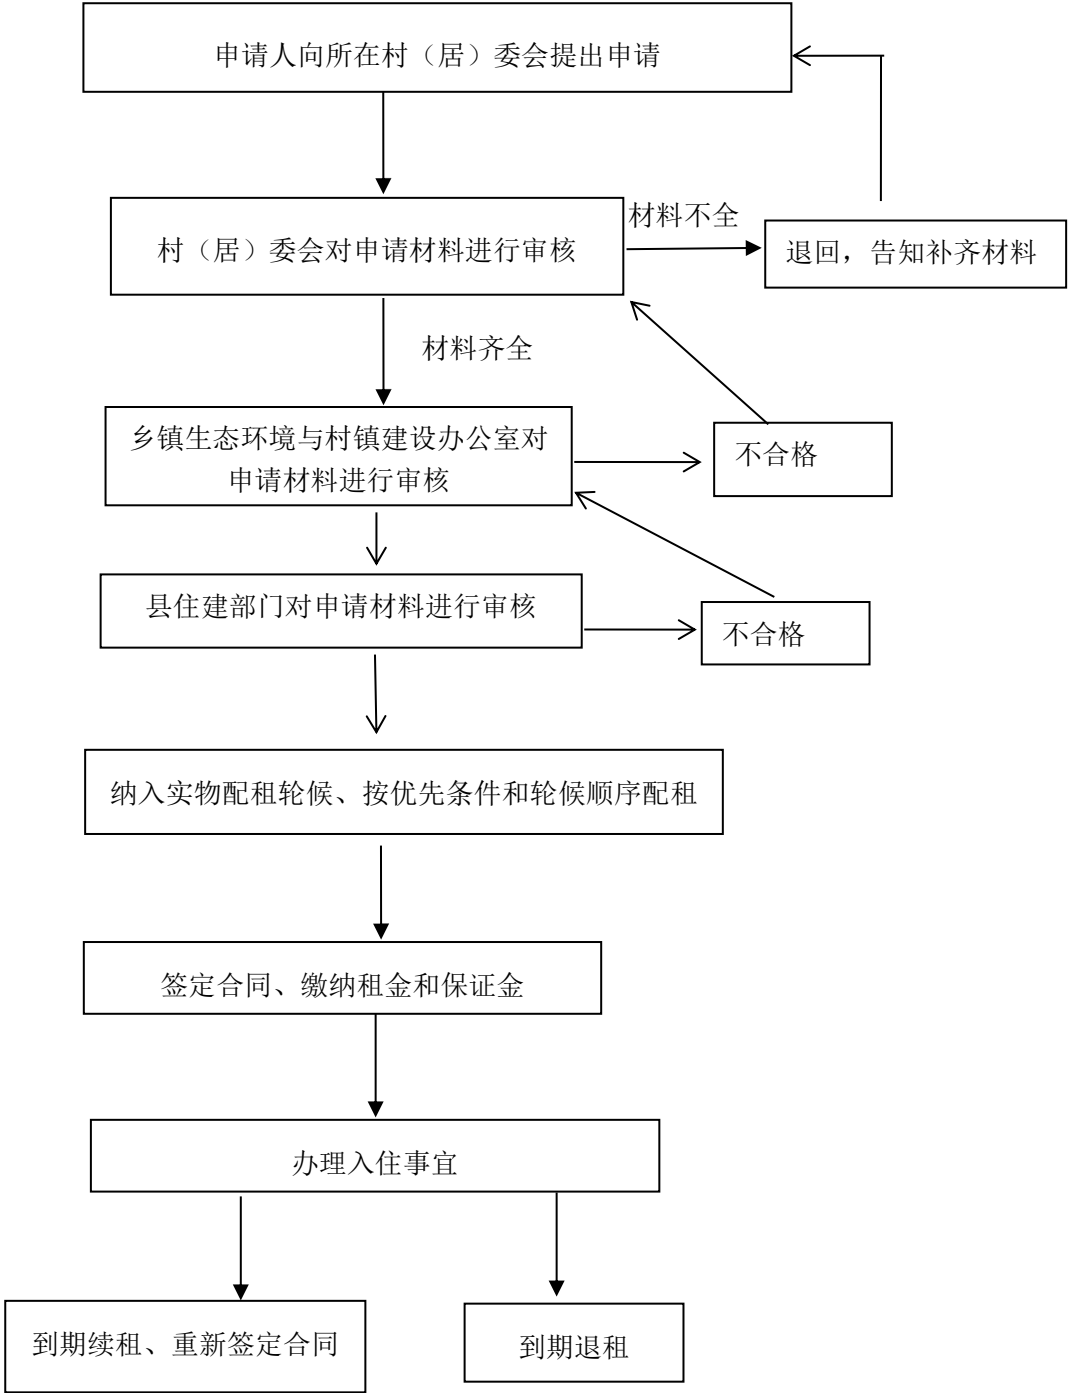 申请人向所在村（居）委会提出申请
材料不全
村（居）委会对申请材料进行审核
退回，告知补齐材料
材料齐全
乡镇生态环境与村镇建设办公室对
申请材料进行审核
不合格
县住建部门对申请材料进行审核
不合格
纳入实物配租轮候、按优先条件和轮候顺序配租
签定合同、缴纳租金和保证金
办理入住事宜
到期续租、重新签定合同
到期退租